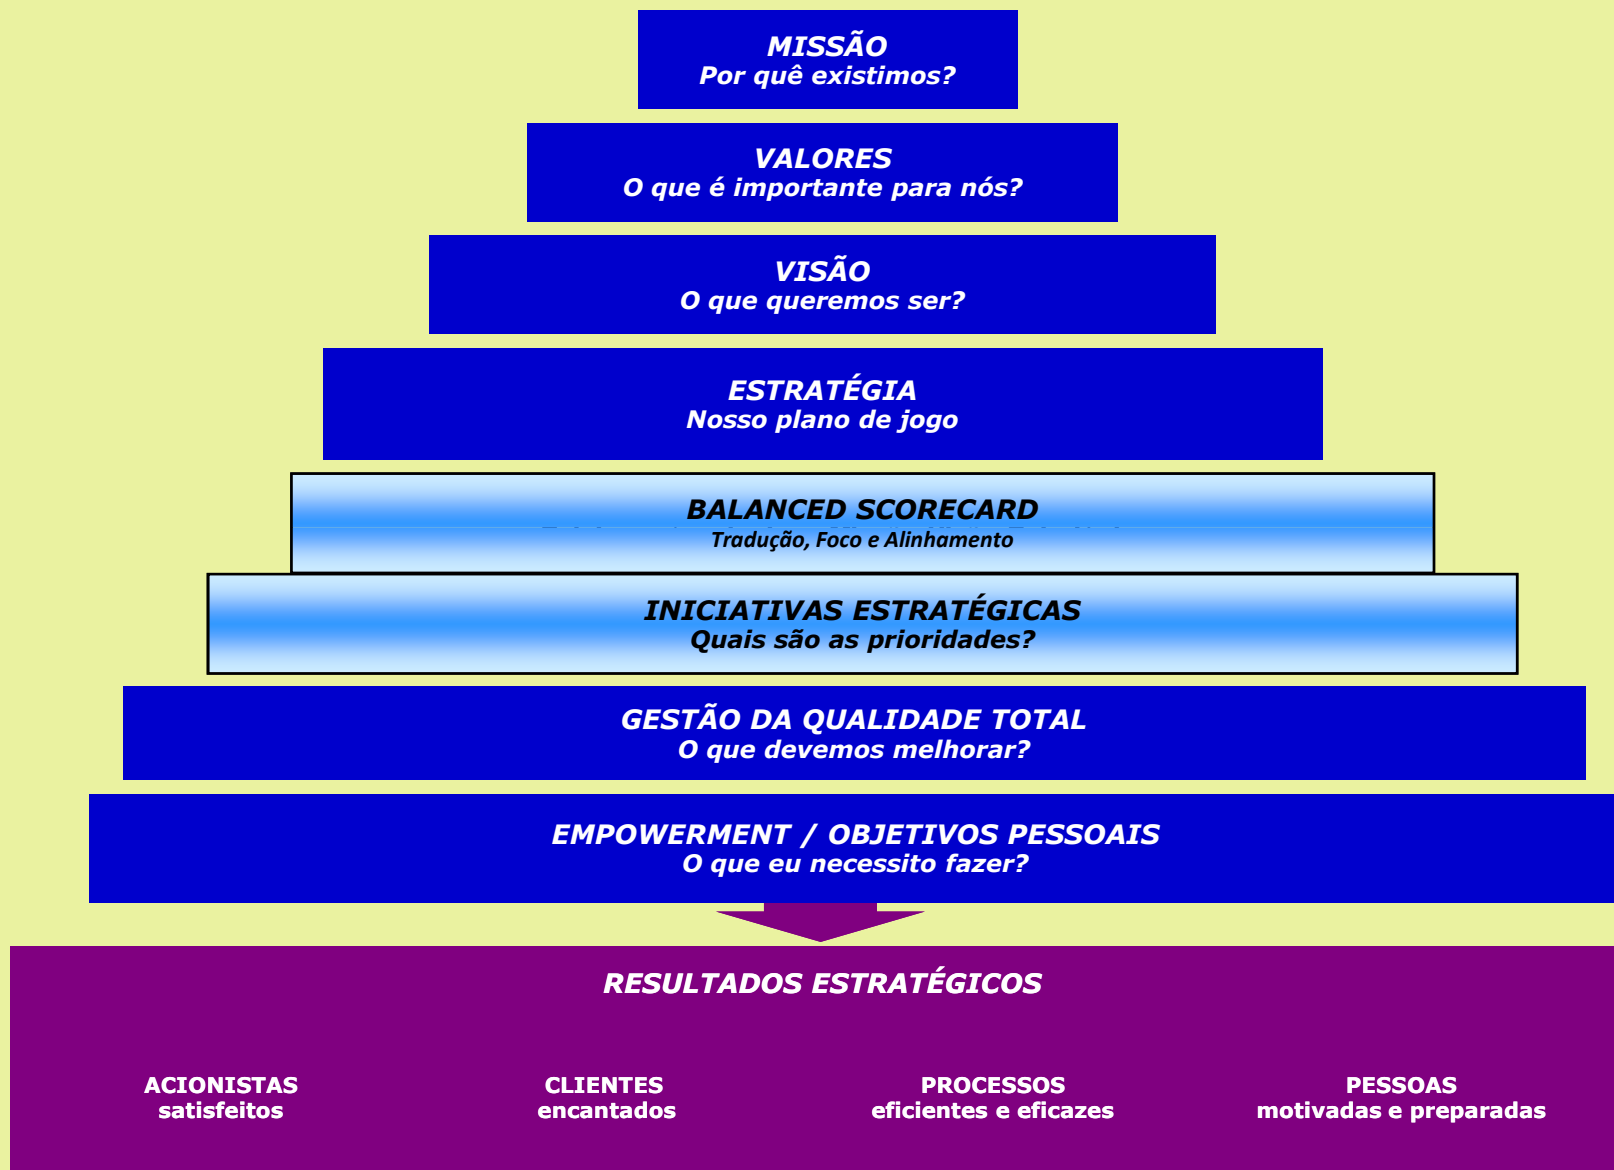 MISSÃO
Por quê existimos?
VALORES
O que é importante para nós?
VISÃO
O que queremos ser?
ESTRATÉGIA
Nosso plano de jogo
BALANCED SCORECARD
Tradução, Foco e Alinhamento
INICIATIVAS ESTRATÉGICAS
Quais são as prioridades?
GESTÃO DA QUALIDADE TOTAL
O que devemos melhorar?
EMPOWERMENT / OBJETIVOS PESSOAIS
O que eu necessito fazer?
RESULTADOS ESTRATÉGICOS
ACIONISTAS
satisfeitos
CLIENTES
encantados
PROCESSOS
eficientes e eficazes
PESSOAS
motivadas e preparadas